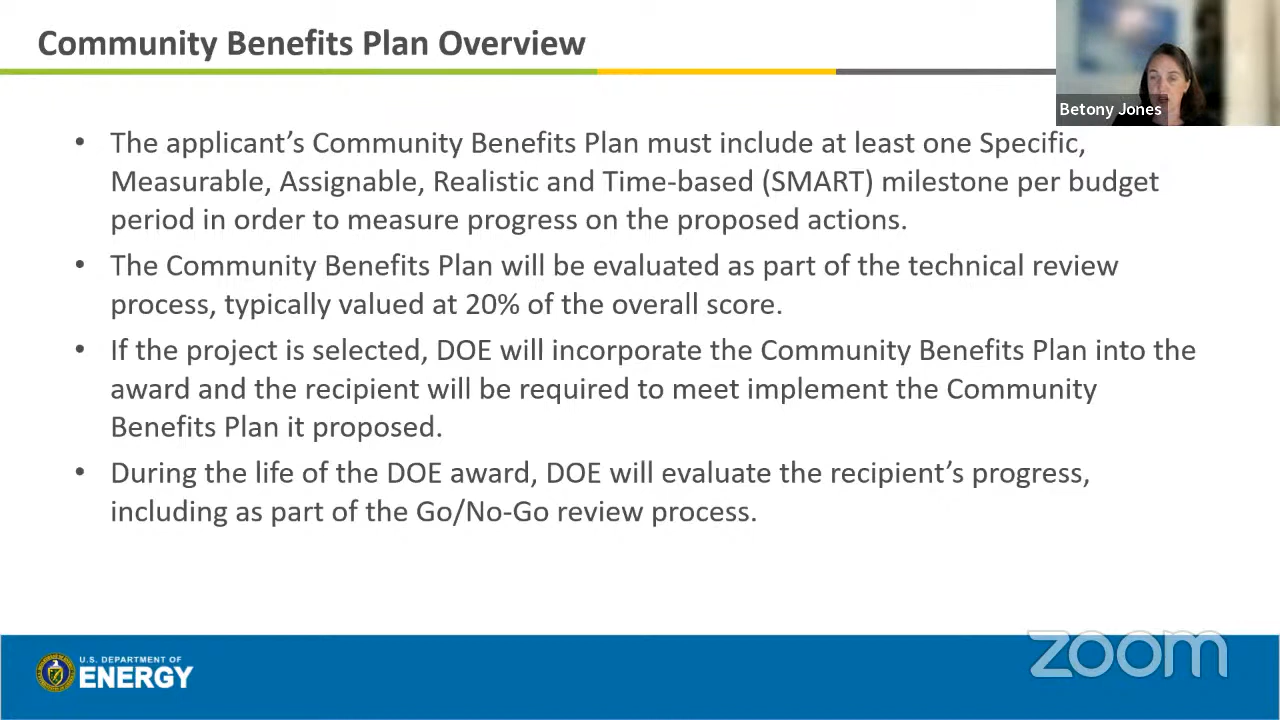 Community Benefits Plan Overview
Betony Jones
• The applicant’s Community Benefits Plan must include at least one Specific,
Measurable, Assignable, Realistic and Time-based (SMART) milestone per budget
period in order to measure progress on the proposed actions.
• The Community Benefits Plan will be evaluated as part of the technical review
process, typically valued at 20% of the overall score.
• If the project is selected, DOE will incorporate the Community Benefits Plan into the
award and the recipient will be required to meet implement the Community
Benefits Plan it proposed.
• During the life of the DOE award, DOE will evaluate the recipient’s progress,
including as part of the Go/No-Go review process.
U.S. DEPARTMENT OF
ENERGY
zoom